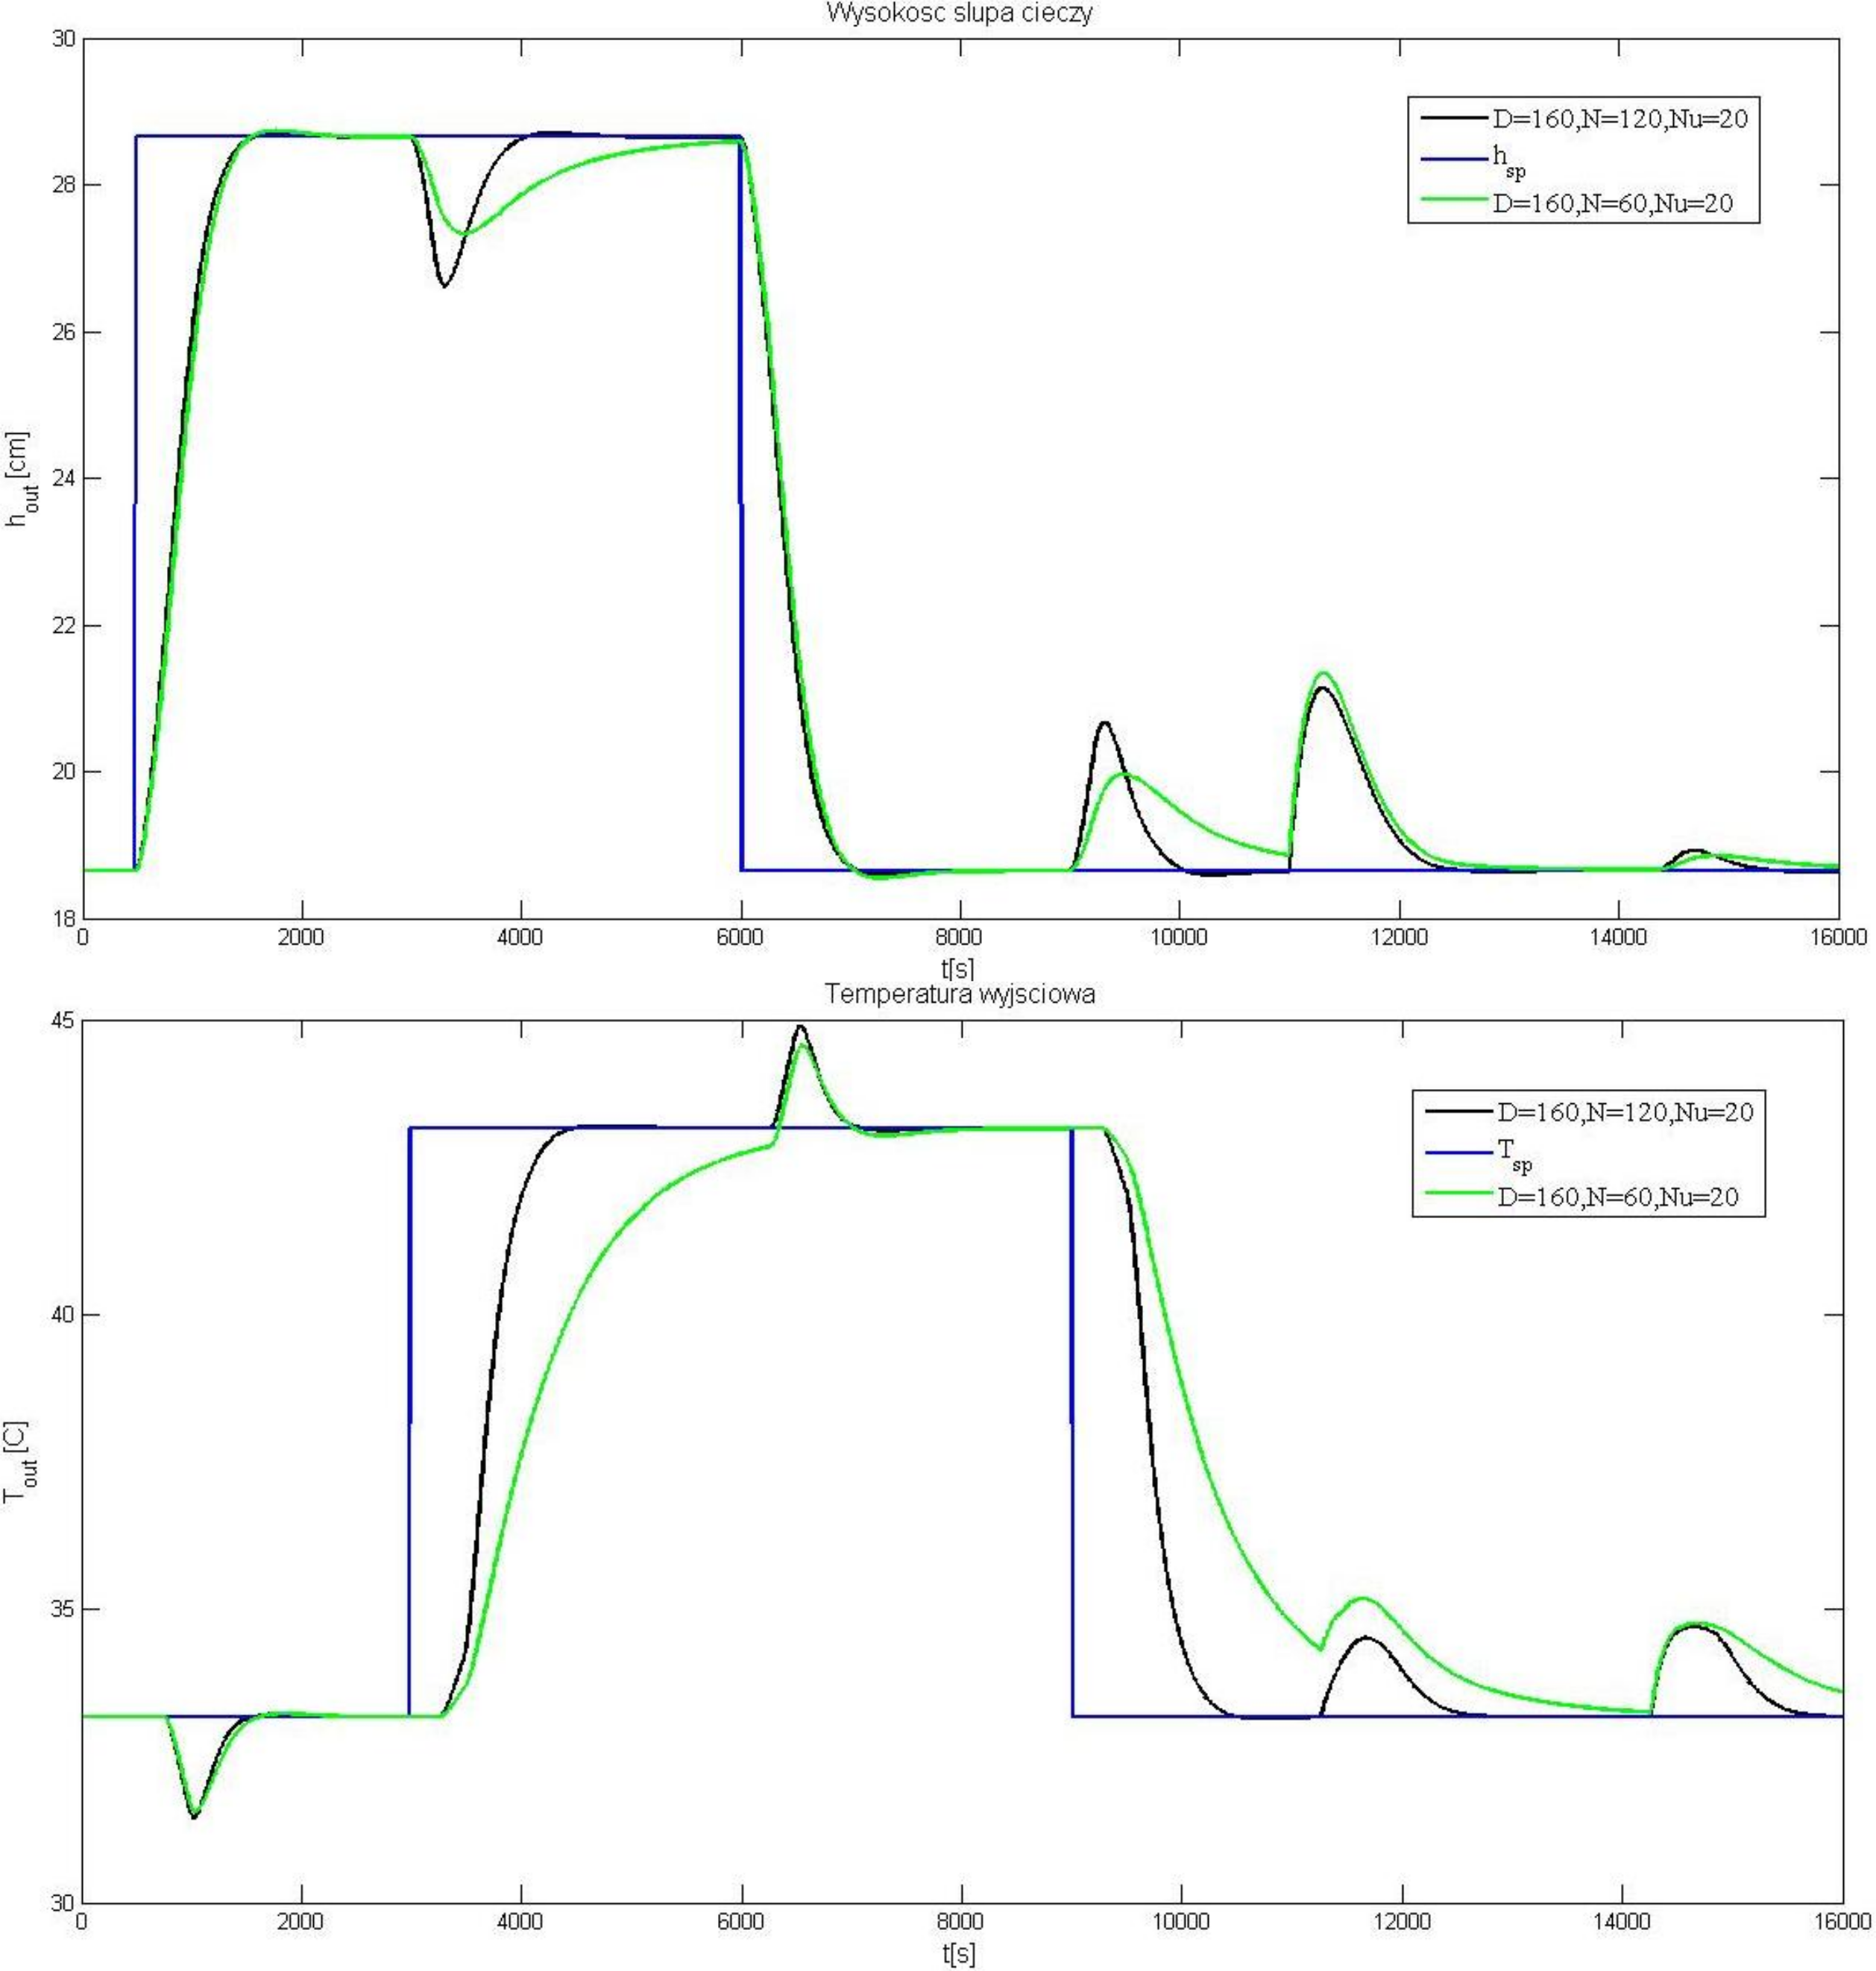 Wysokosc slupa cieczy
30
28
26
24
22
20
18
h_out [cm]
D=160,N=120,Nu=20
h_sp
D=160,N=60,Nu=20
0 2000 4000 6000 8000 10000 12000 14000 16000
t[s]
Temperatura wyjsciowa
45
40
35
30
T_out [C]
D=160,N=120,Nu=20
T_sp
D=160,N=60,Nu=20
0 2000 4000 6000 8000 10000 12000 14000 16000
t[s]